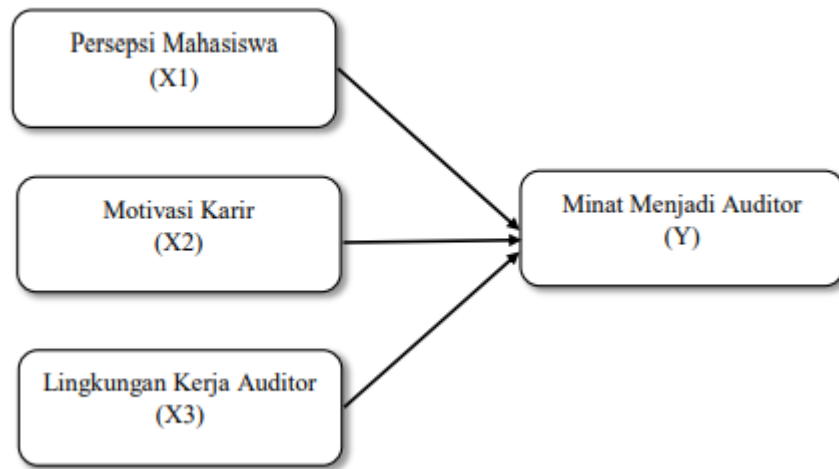 Persepsi Mahasiswa
(X1)
Motivasi Karir
(X2)
Lingkungan Kerja Auditor
(X3)
Minat Menjadi Auditor
(Y)